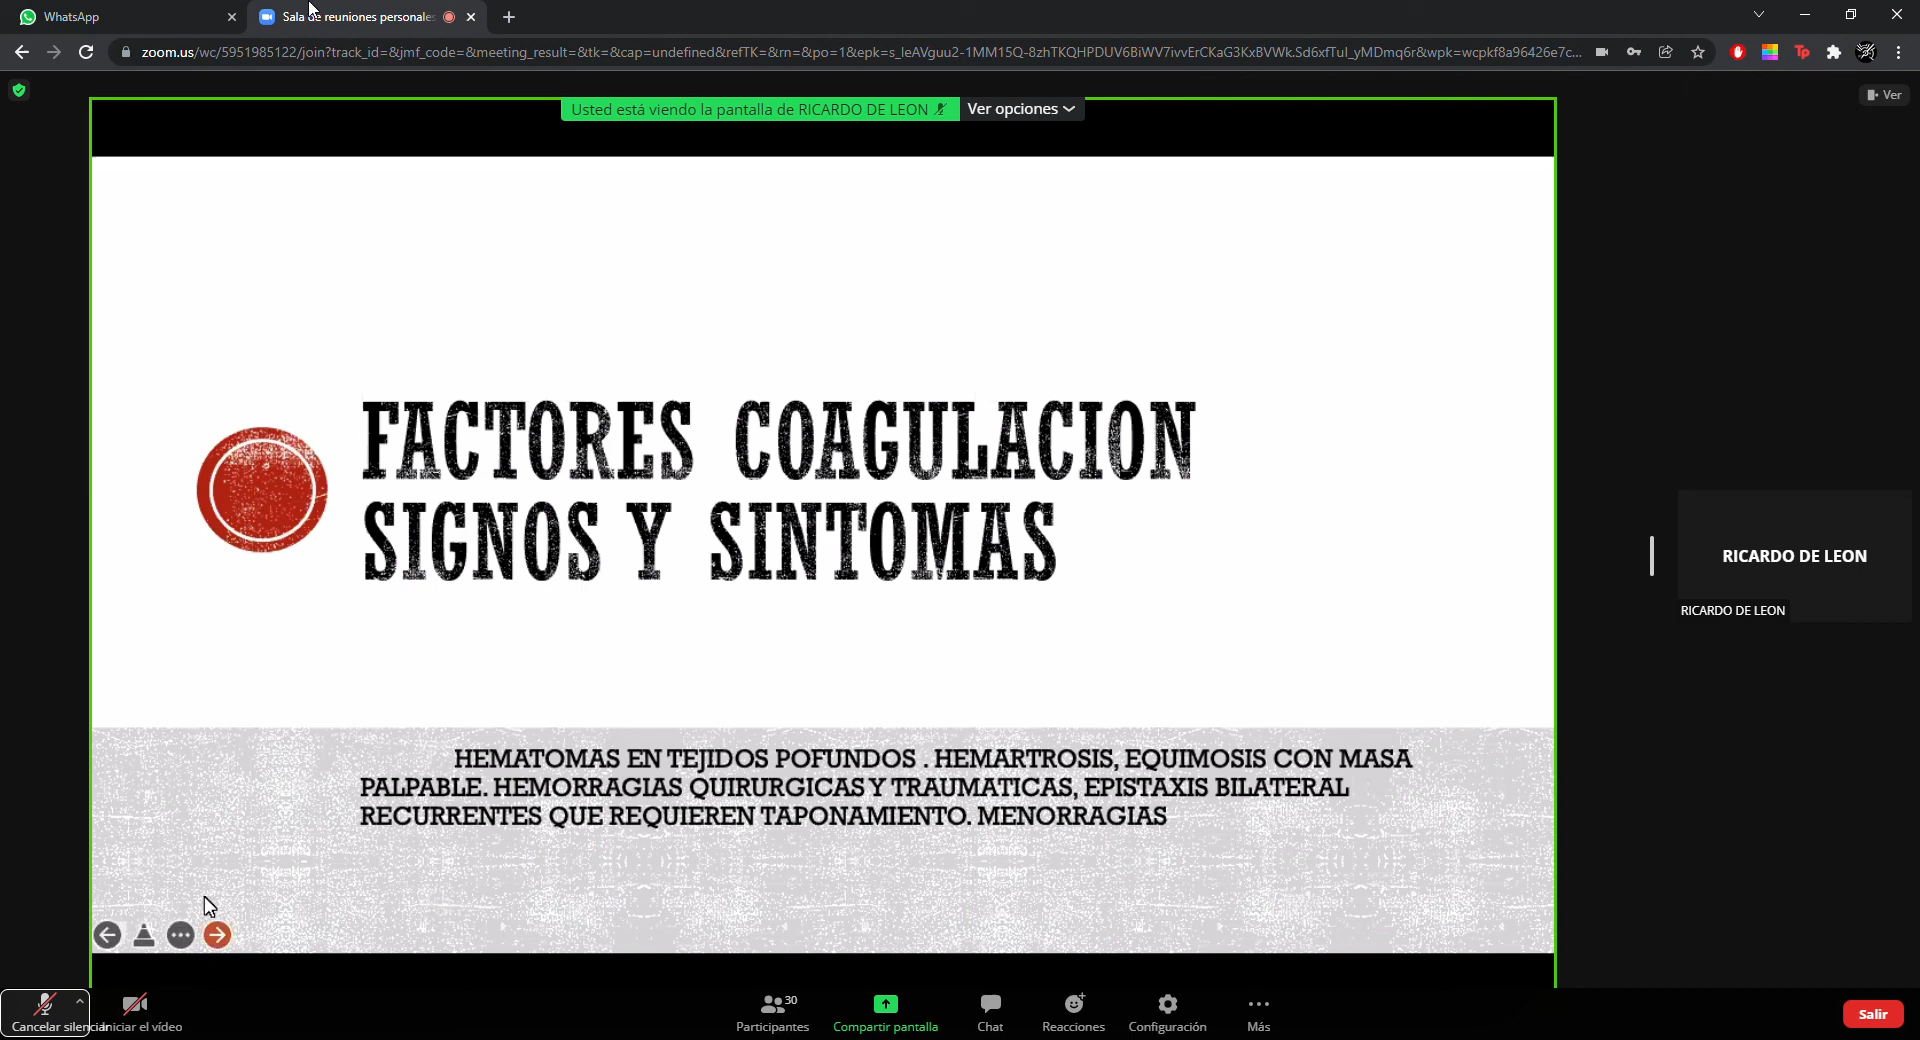 WhatsApp
Sala de reuniones personales
zoom.us/wc/5951985122/join?track_id=&jmf_code=&meeting_result=&tk=&cap=undefined&refTK=&rn=&po=1&epk=s_leAVguu2-1MM15Q-8zhTKQHPDUV6BiWV7ivvErCKaG3KxBVWk.Sd6xfTul_yMDmq6r&wpk=wcpkf8a96426e7c...
Usted está viendo la pantalla de RICARDO DE LEON
Ver opciones
Ver
FACTORES COAGULACION
SIGNOS Y SINTOMAS
HEMATOMAS EN TEJIDOS POFUNDOS . HEMARTROSIS, EQUIMOSIS CON MASA
PALPABLE. HEMORRAGIAS QUIRURGICAS Y TRAUMATICAS, EPISTAXIS BILATERAL
RECURRENTES QUE REQUIEREN TAPONAMIENTO. MENORRAGIAS
RICARDO DE LEON
RICARDO DE LEON
30
Cancelar silenciar
Iniciar el vídeo
Participantes
Compartir pantalla
Chat
Reacciones
Configuración
Más
Salir